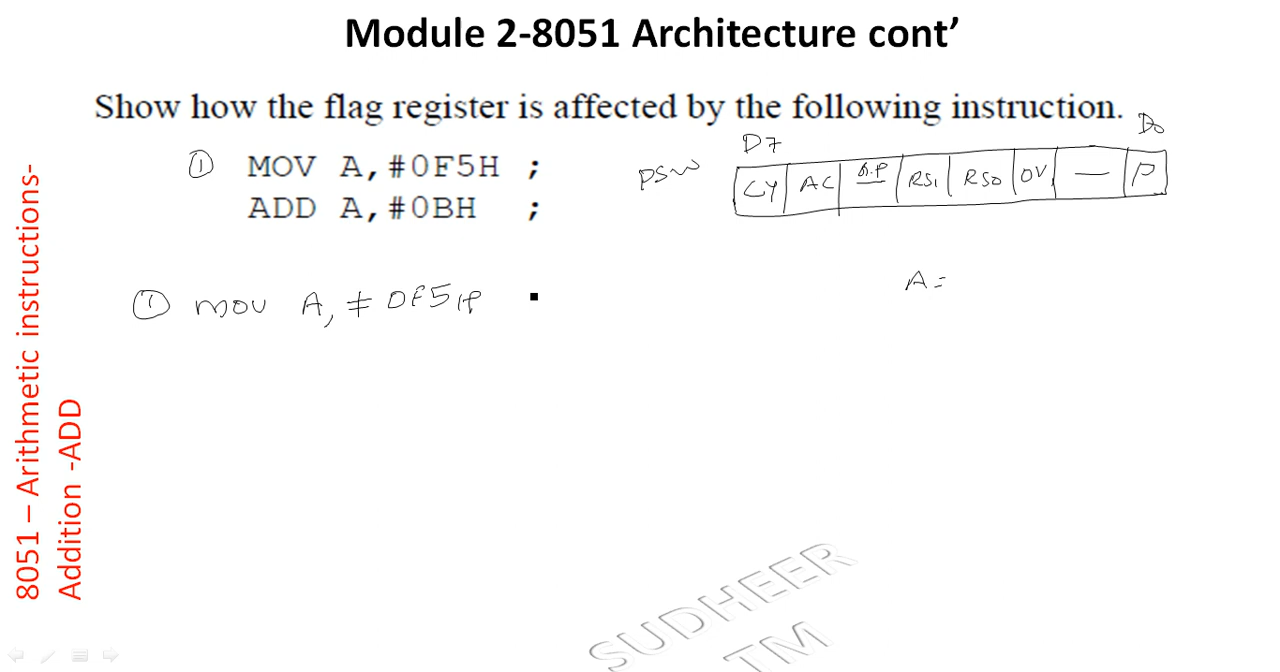 Module 2-8051 Architecture cont’
Show how the flag register is affected by the following instruction.
① MOV A,#0F5H ;
ADD A,#0BH ;
D7 D0
PSW CY AC RS1 RS0 OV — P
① mov A, # 0F5H
A=
8051 – Arithmetic instructions-
Addition -ADD
SUDHEER
TM